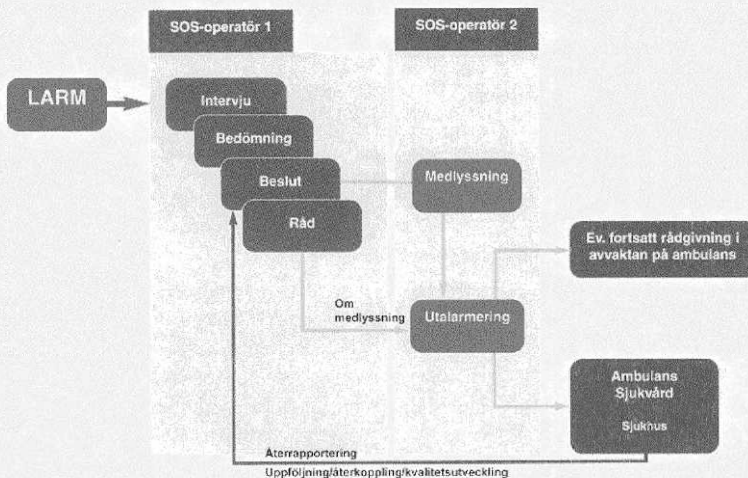 SOS-operatör 1
SOS-operatör 2
LARM
Intervju
Bedömning
Beslut
Råd
Medlyssning
Om
medlyssning
Utalarmering
Ev. fortsatt rådgivning i
avvaktan på ambulans
Ambulans
Sjukvård
Sjukhus
Återrapportering
Uppföljning/återkoppling/kvalitetsutveckling